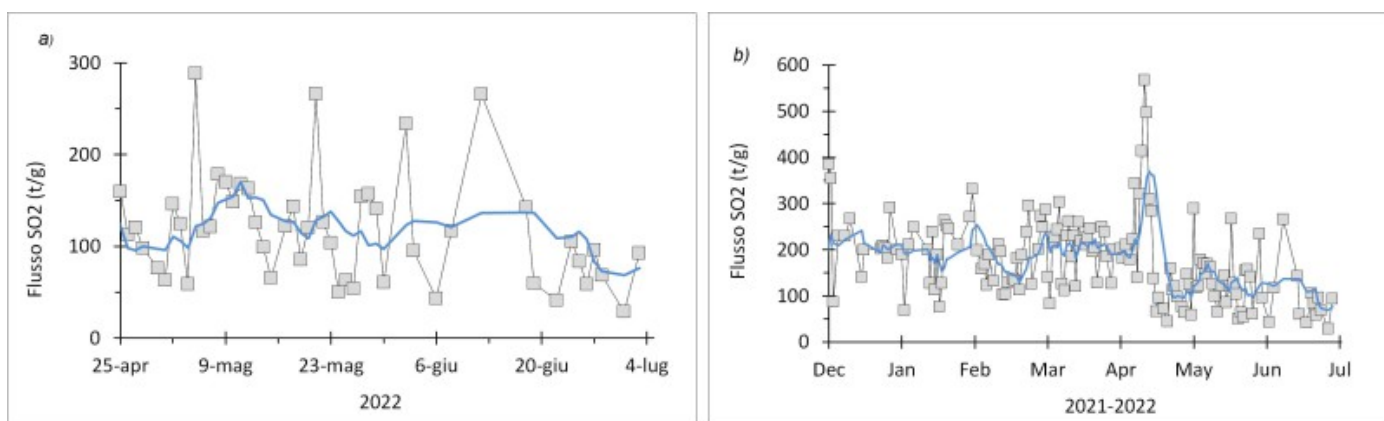 a)
Flusso SO2 (t/g)
300
200
100
0
25-apr 9-mag 23-mag 6-giu 20-giu 4-lug
2022
b)
Flusso SO2 (t/g)
600
500
400
300
200
100
0
Dec Jan Feb Mar Apr May Jun Jul
2021-2022